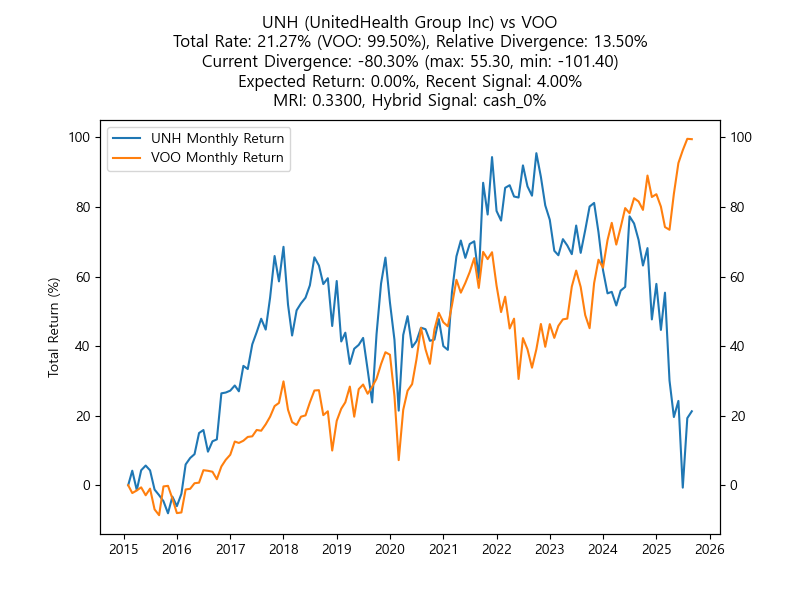 UNH (UnitedHealth Group Inc) vs VOO
Total Rate: 21.27% (VOO: 99.50%), Relative Divergence: 13.50%
Current Divergence: -80.30% (max: 55.30, min: -101.40)
Expected Return: 0.00%, Recent Signal: 4.00%
MRI: 0.3300, Hybrid Signal: cash_0%
UNH Monthly Return
VOO Monthly Return
Total Return (%)
100
80
60
40
20
0
100
80
60
40
20
0
2015 2016 2017 2018 2019 2020 2021 2022 2023 2024 2025 2026